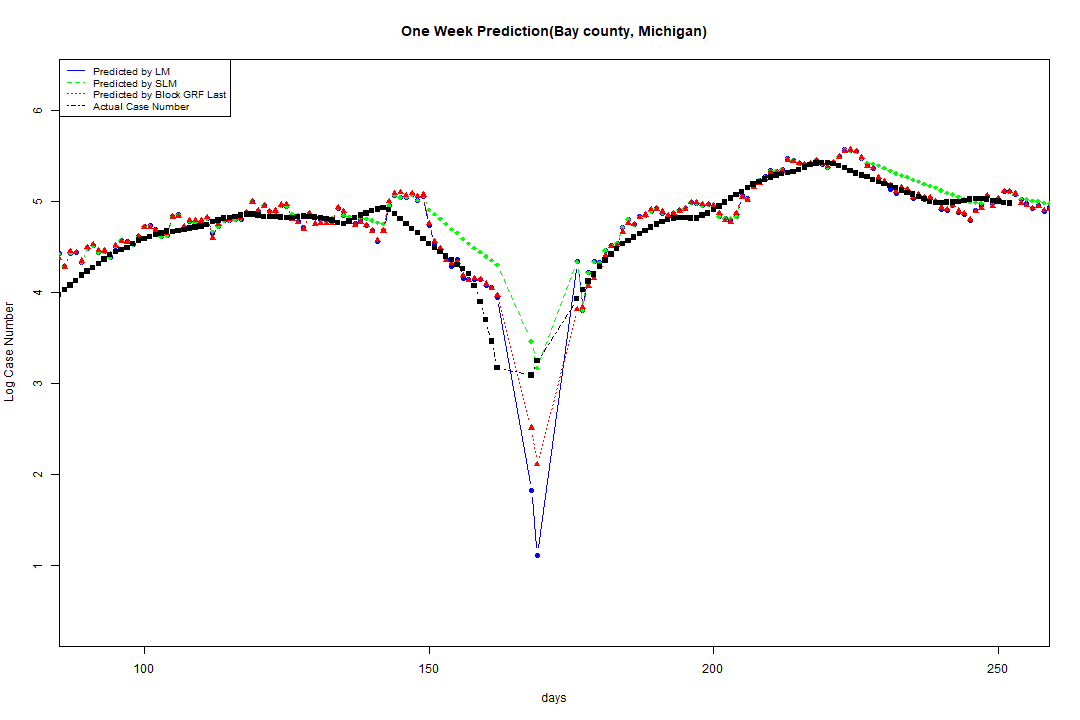 One Week Prediction(Bay county, Michigan)
Predicted by LM
Predicted by SLM
Predicted by Block GRF Last
Actual Case Number
6
5
4
3
2
1
Log Case Number
100
150
200
250
days